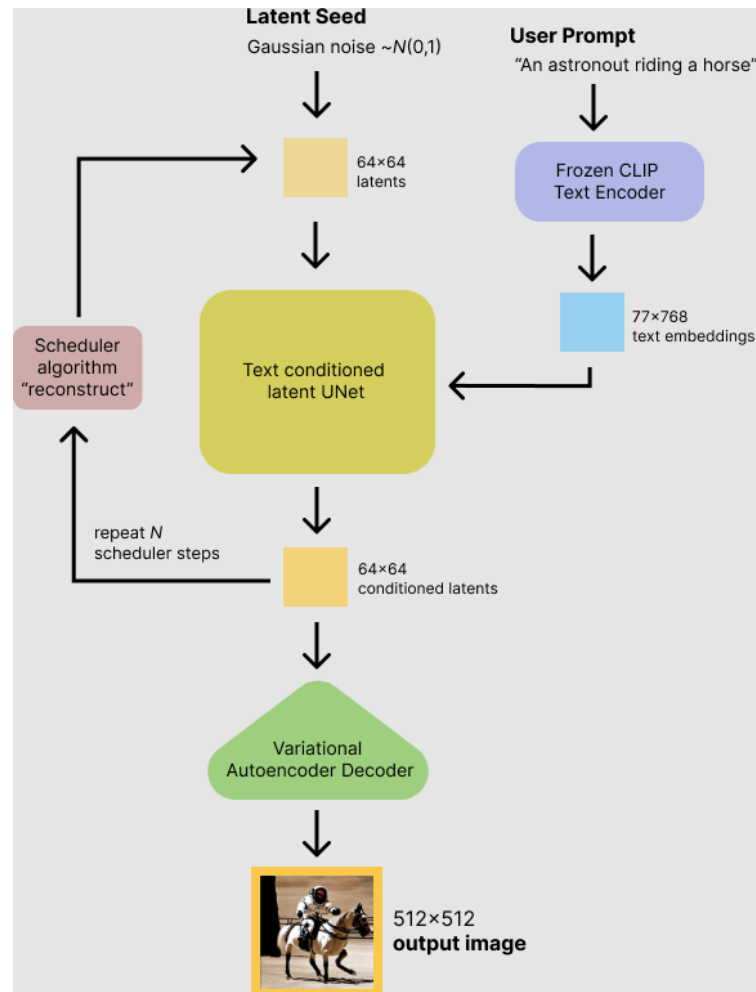 Latent Seed
Gaussian noise ~N(0,1)
User Prompt
“An astronout riding a horse”
64×64
latents
Frozen CLIP
Text Encoder
77×768
text embeddings
Scheduler
algorithm
“reconstruct”
Text conditioned
latent UNet
repeat N
scheduler steps
64×64
conditioned latents
Variational
Autoencoder Decoder
512×512
output image